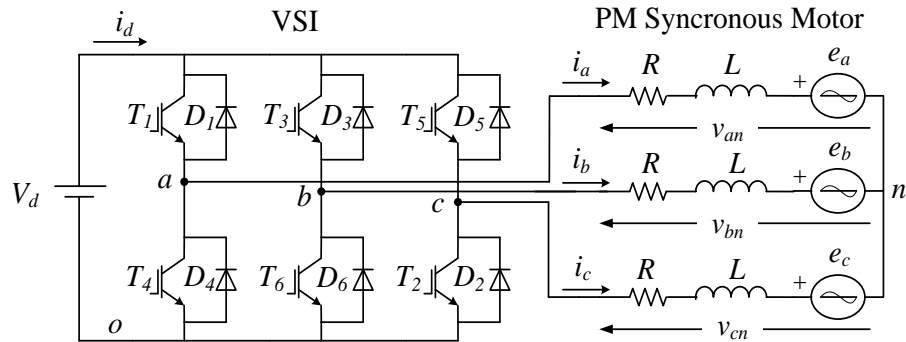 VSI
PM Syncronous Motor
i_d
i_a
R
L
e_a
+
T_1
D_1
T_3
D_3
T_5
D_5
v_an
i_b
R
L
e_b
+
a
b
c
n
V_d
v_bn
T_4
D_4
T_6
D_6
T_2
D_2
i_c
R
L
e_c
+
o
v_cn